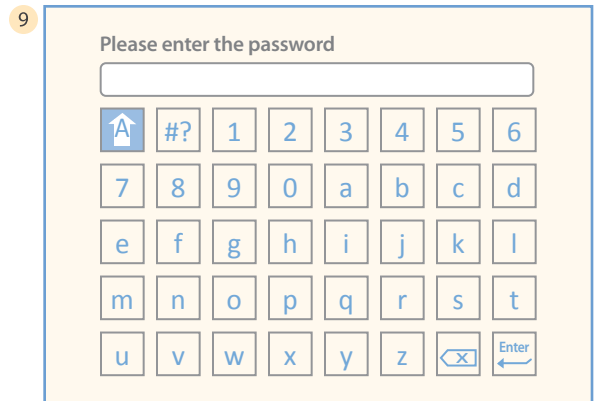 9
Please enter the password
A #? 1 2 3 4 5 6
7 8 9 0 a b c d
e f g h i j k l
m n o p q r s t
u v w x y z x Enter